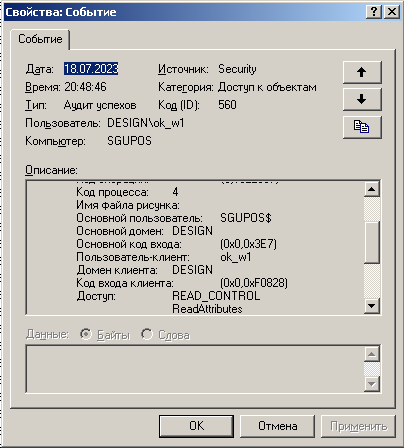 Свойства: Событие
Событие
Дата: 18.07.2023 Источник: Security
Время: 20:48:46 Категория: Доступ к объектам
Тип: Аудит успехов Код (ID): 560
Пользователь: DESIGN\ok_w1
Компьютер: SGUPOS
Описание:
Код процесса: 4
Имя файла рисунка:
Основной пользователь: SGUPOS$
Основной домен: DESIGN
Основной код входа: (0x0,0x3E7)
Пользователь-клиент: ok_w1
Домен клиента: DESIGN
Код входа клиента: (0x0,0xF0828)
Доступ: READ_CONTROL
ReadAttributes
Данные: Байты Слова
OK Отмена Применить